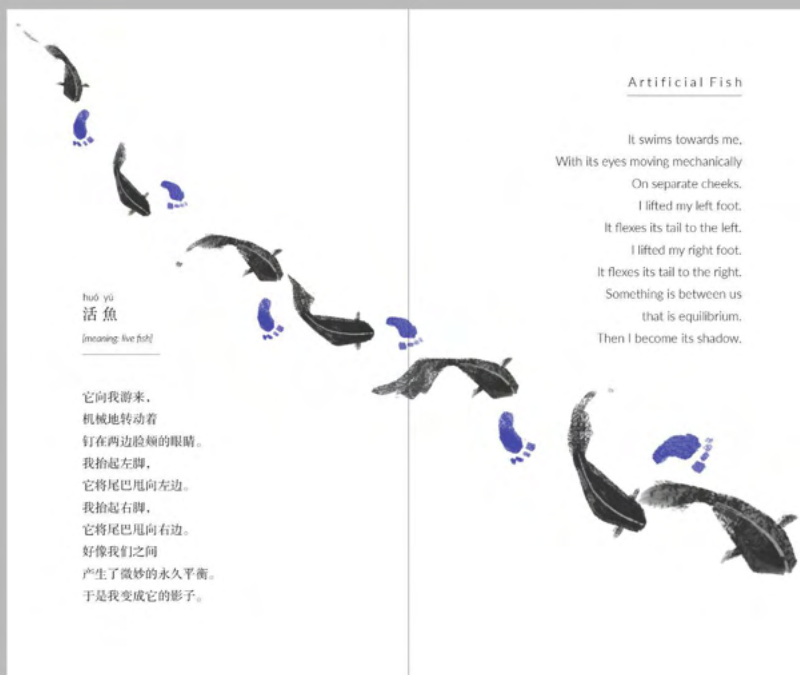 huó yú
活 魚
[meaning: live fish]
它向我游来，
机械地转动着
钉在两边脸颊的眼睛。
我抬起左脚，
它将尾巴甩向左边。
我抬起右脚，
它将尾巴甩向右边。
好像我们之间
产生了微妙的永久平衡。
于是我变成它的影子。
Artificial Fish
It swims towards me,
With its eyes moving mechanically
On separate cheeks.
I lifted my left foot.
It flexes its tail to the left.
I lifted my right foot.
It flexes its tail to the right.
Something is between us
that is equilibrium.
Then I become its shadow.